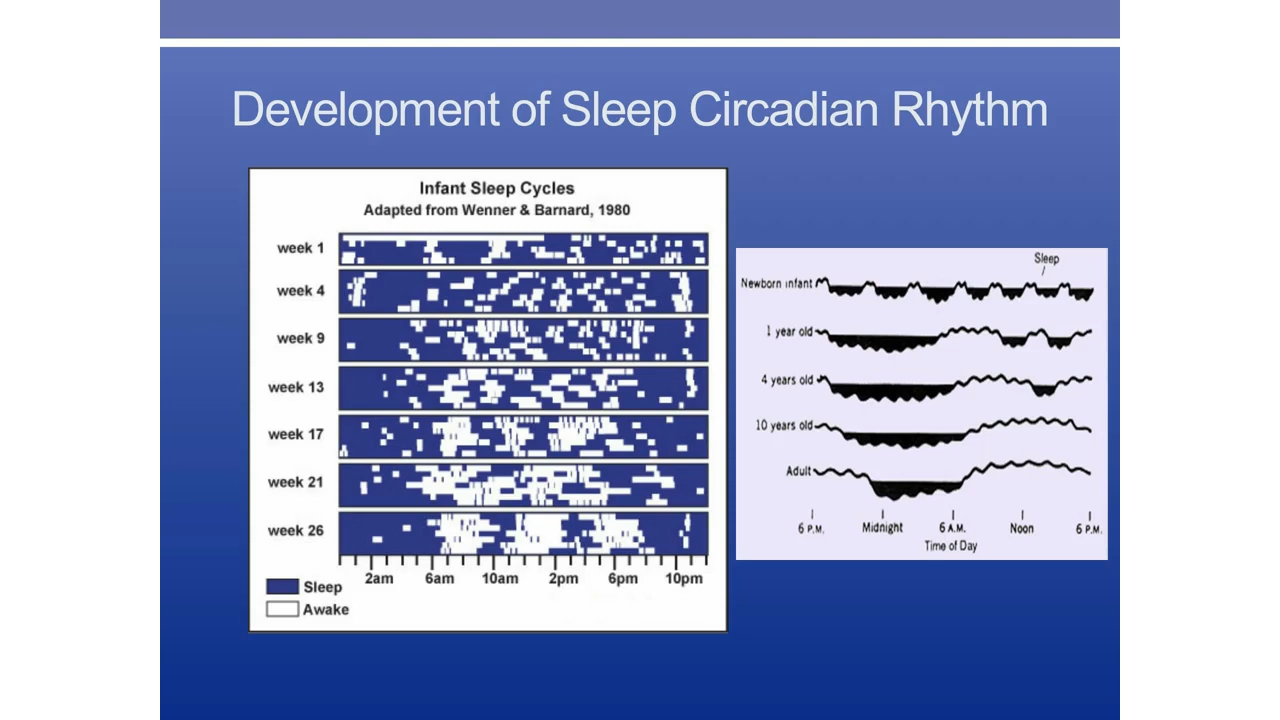 Development of Sleep Circadian Rhythm
Infant Sleep Cycles
Adapted from Wenner & Barnard, 1980
week 1
week 4
week 9
week 13
week 17
week 21
week 26
2am 6am 10am 2pm 6pm 10pm
Sleep
Awake
Sleep
Newborn infant
1 year old
4 years old
10 years old
Adult
6 P.M. Midnight 6 A.M. Noon 6 P.M.
Time of Day